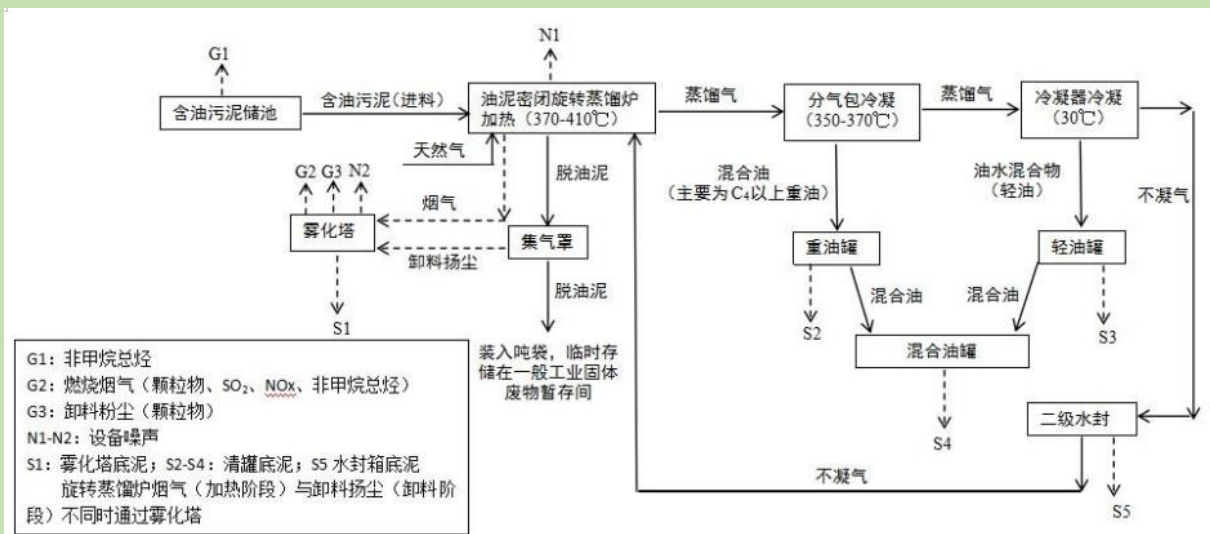 N1
G1
含油污泥储池
含油污泥(进料)
油泥密闭旋转蒸馏炉
加热（370-410℃）
蒸馏气
分气包冷凝
（350-370℃）
蒸馏气
冷凝器冷凝
（30℃）
天然气
G2
G3
N2
烟气
脱油泥
混合油
（主要为C₄以上重油）
油水混合物
（轻油）
不凝气
雾化塔
集气罩
卸料扬尘
重油罐
轻油罐
脱油泥
混合油
混合油
S1
S2
S3
装入吨袋，临时存
储在一般工业固体
废物暂存间
混合油罐
二级水封
S4
不凝气
S5
G1：非甲烷总烃
G2：燃烧烟气（颗粒物、SO₂、NOx、非甲烷总烃）
G3：卸料粉尘（颗粒物）
N1-N2：设备噪声
S1：雾化塔底泥；S2-S4：清罐底泥；S5 水封箱底泥
旋转蒸馏炉烟气（加热阶段）与卸料扬尘（卸料阶
段）不同时通过雾化塔